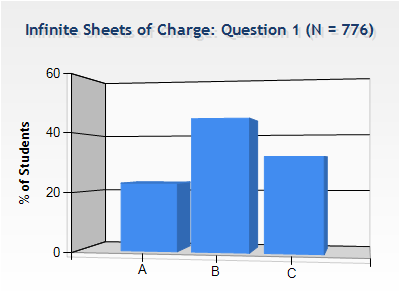 Infinite Sheets of Charge: Question 1 (N = 776)
% of Students
60
40
20
0
A
B
C